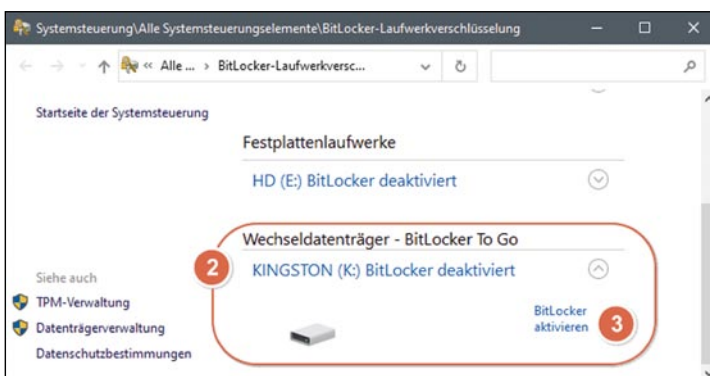 Systemsteuerung\Alle Systemsteuerungselemente\BitLocker-Laufwerkverschlüsselung
« Alle ... › BitLocker-Laufwerkversc...
Startseite der Systemsteuerung
Festplattenlaufwerke
HD (E:) BitLocker deaktiviert
Wechseldatenträger - BitLocker To Go
2
KINGSTON (K:) BitLocker deaktiviert
BitLocker
aktivieren
3
Siehe auch
TPM-Verwaltung
Datenträgerverwaltung
Datenschutzbestimmungen